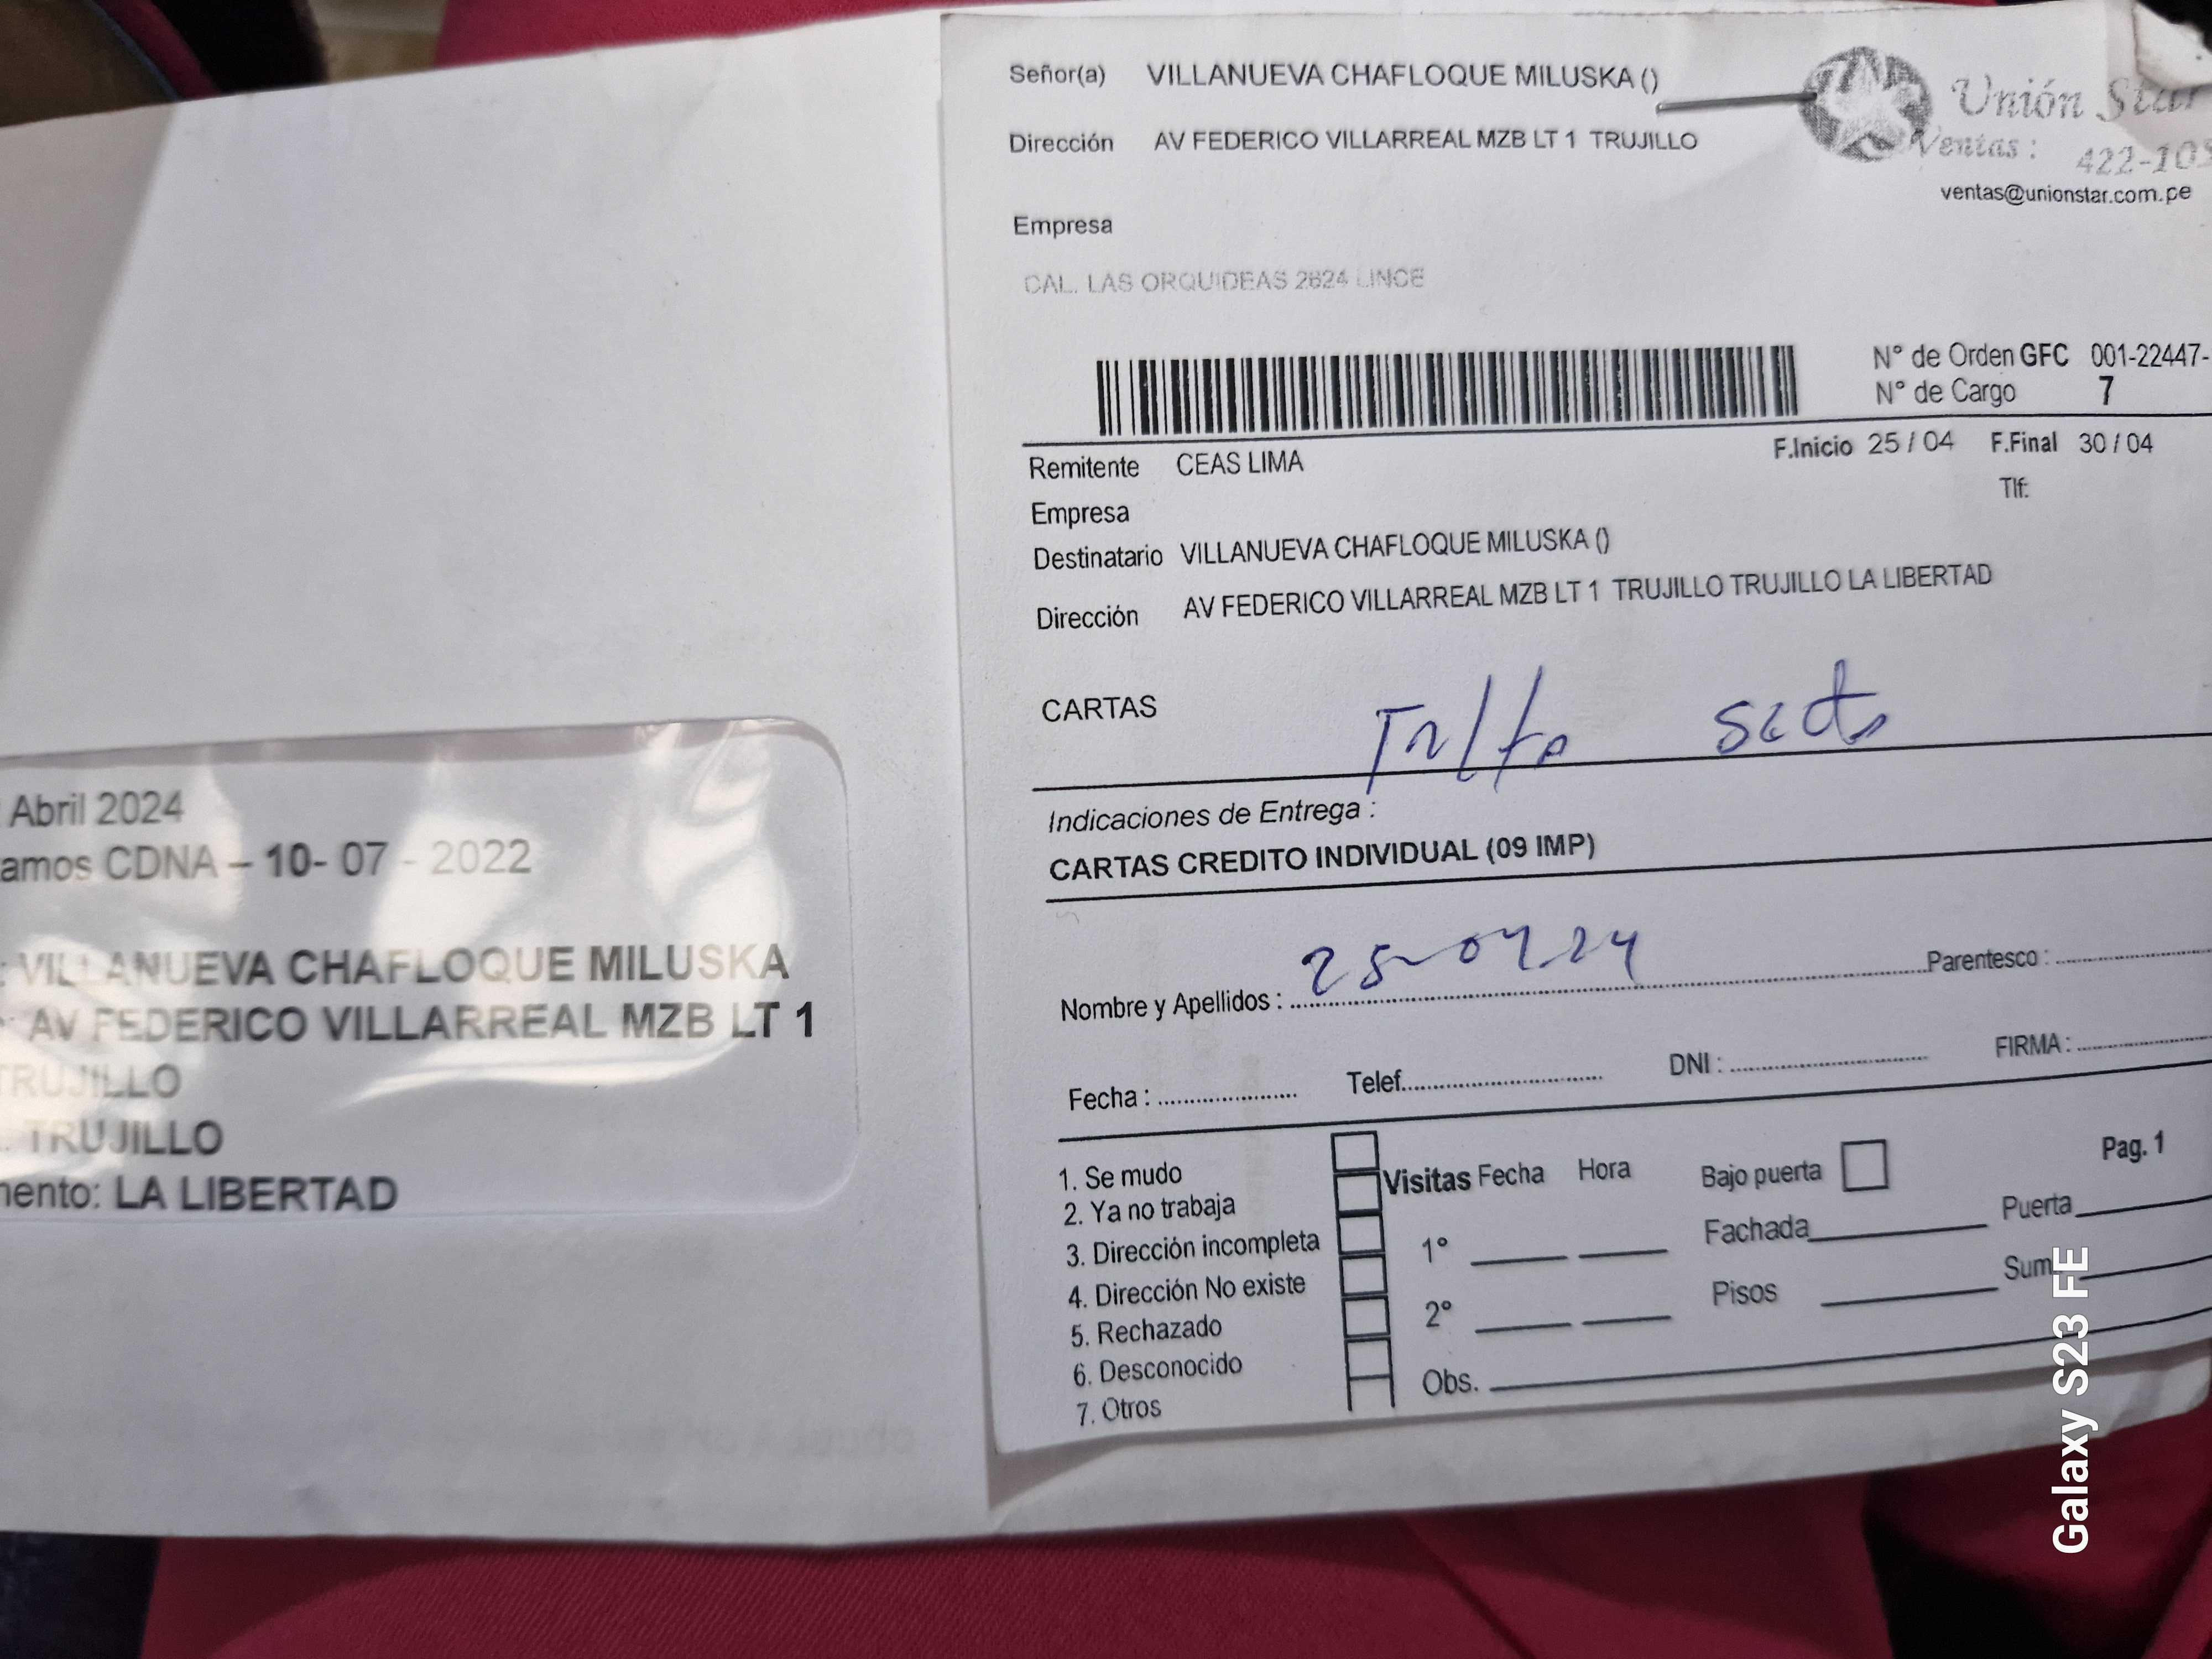 Señor(a) VILLANUEVA CHAFLOQUE MILUSKA ()
Unión Star
Dirección AV FEDERICO VILLARREAL MZB LT 1 TRUJILLO
Ventas : 422-103
ventas@unionstar.com.pe
Empresa
CAL. LAS ORQUIDEAS 2624 LINCE
N° de Orden GFC 001-22447-
N° de Cargo 7
Remitente CEAS LIMA F.Inicio 25 / 04 F.Final 30 / 04
Tlf:
Empresa
Destinatario VILLANUEVA CHAFLOQUE MILUSKA ()
Dirección AV FEDERICO VILLARREAL MZB LT 1 TRUJILLO TRUJILLO LA LIBERTAD
CARTAS
Indicaciones de Entrega :
CARTAS CREDITO INDIVIDUAL (09 IMP)
25-04-24
Nombre y Apellidos : Parentesco :
Fecha : Telef. DNI : FIRMA :
1. Se mudo
2. Ya no trabaja
3. Dirección incompleta
4. Dirección No existe
5. Rechazado
6. Desconocido
7. Otros
Visitas Fecha Hora
1°
2°
Obs.
Bajo puerta
Pag. 1
Fachada Puerta
Pisos Sum
Abril 2024
amos CDNA – 10- 07 - 2022
: VILLANUEVA CHAFLOQUE MILUSKA
: AV FEDERICO VILLARREAL MZB LT 1
TRUJILLO
. TRUJILLO
mento: LA LIBERTAD
Galaxy S23 FE